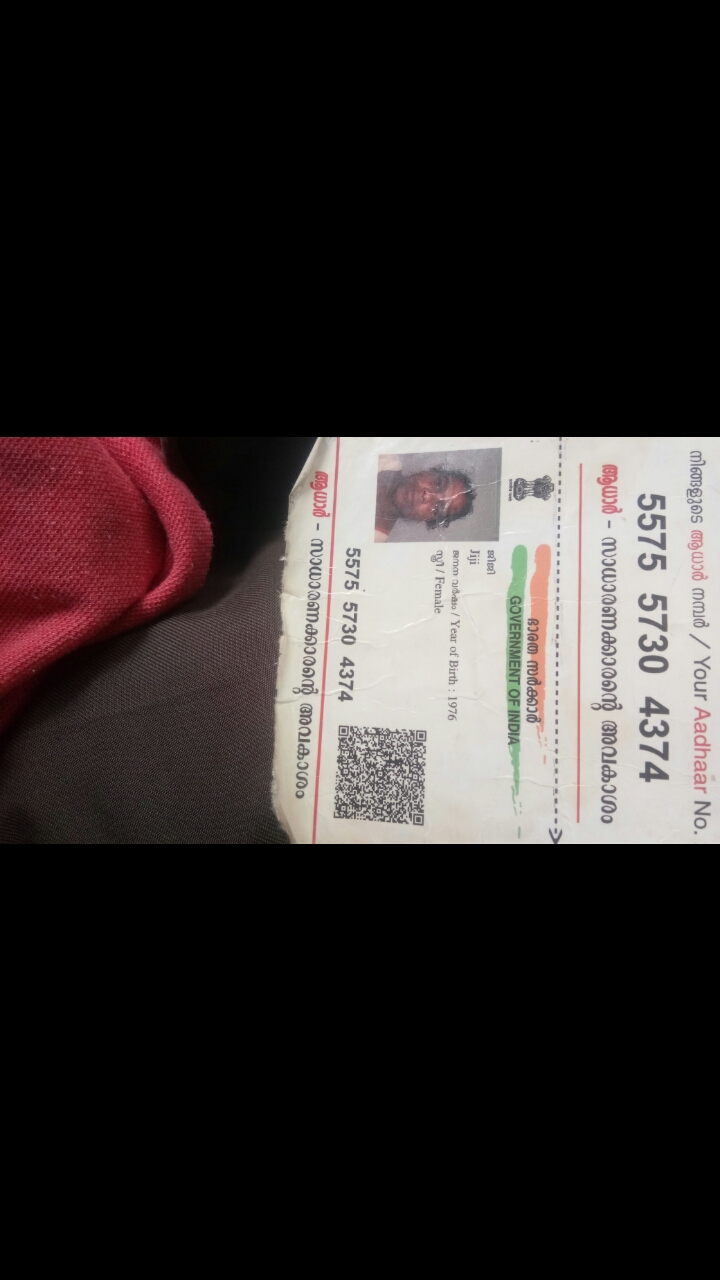 നിങ്ങളുടെ ആധാർ നമ്പർ / Your Aadhaar No.
5575 5730 4374
ആധാർ - സാധാരണക്കാരന്റെ അവകാശം
ഭാരത സർക്കാർ
GOVERNMENT OF INDIA
ജിജി
Jiji
ജനന വർഷം / Year of Birth : 1976
സ്ത്രീ / Female
5575 5730 4374
ആധാർ - സാധാരണക്കാരന്റെ അവകാശം